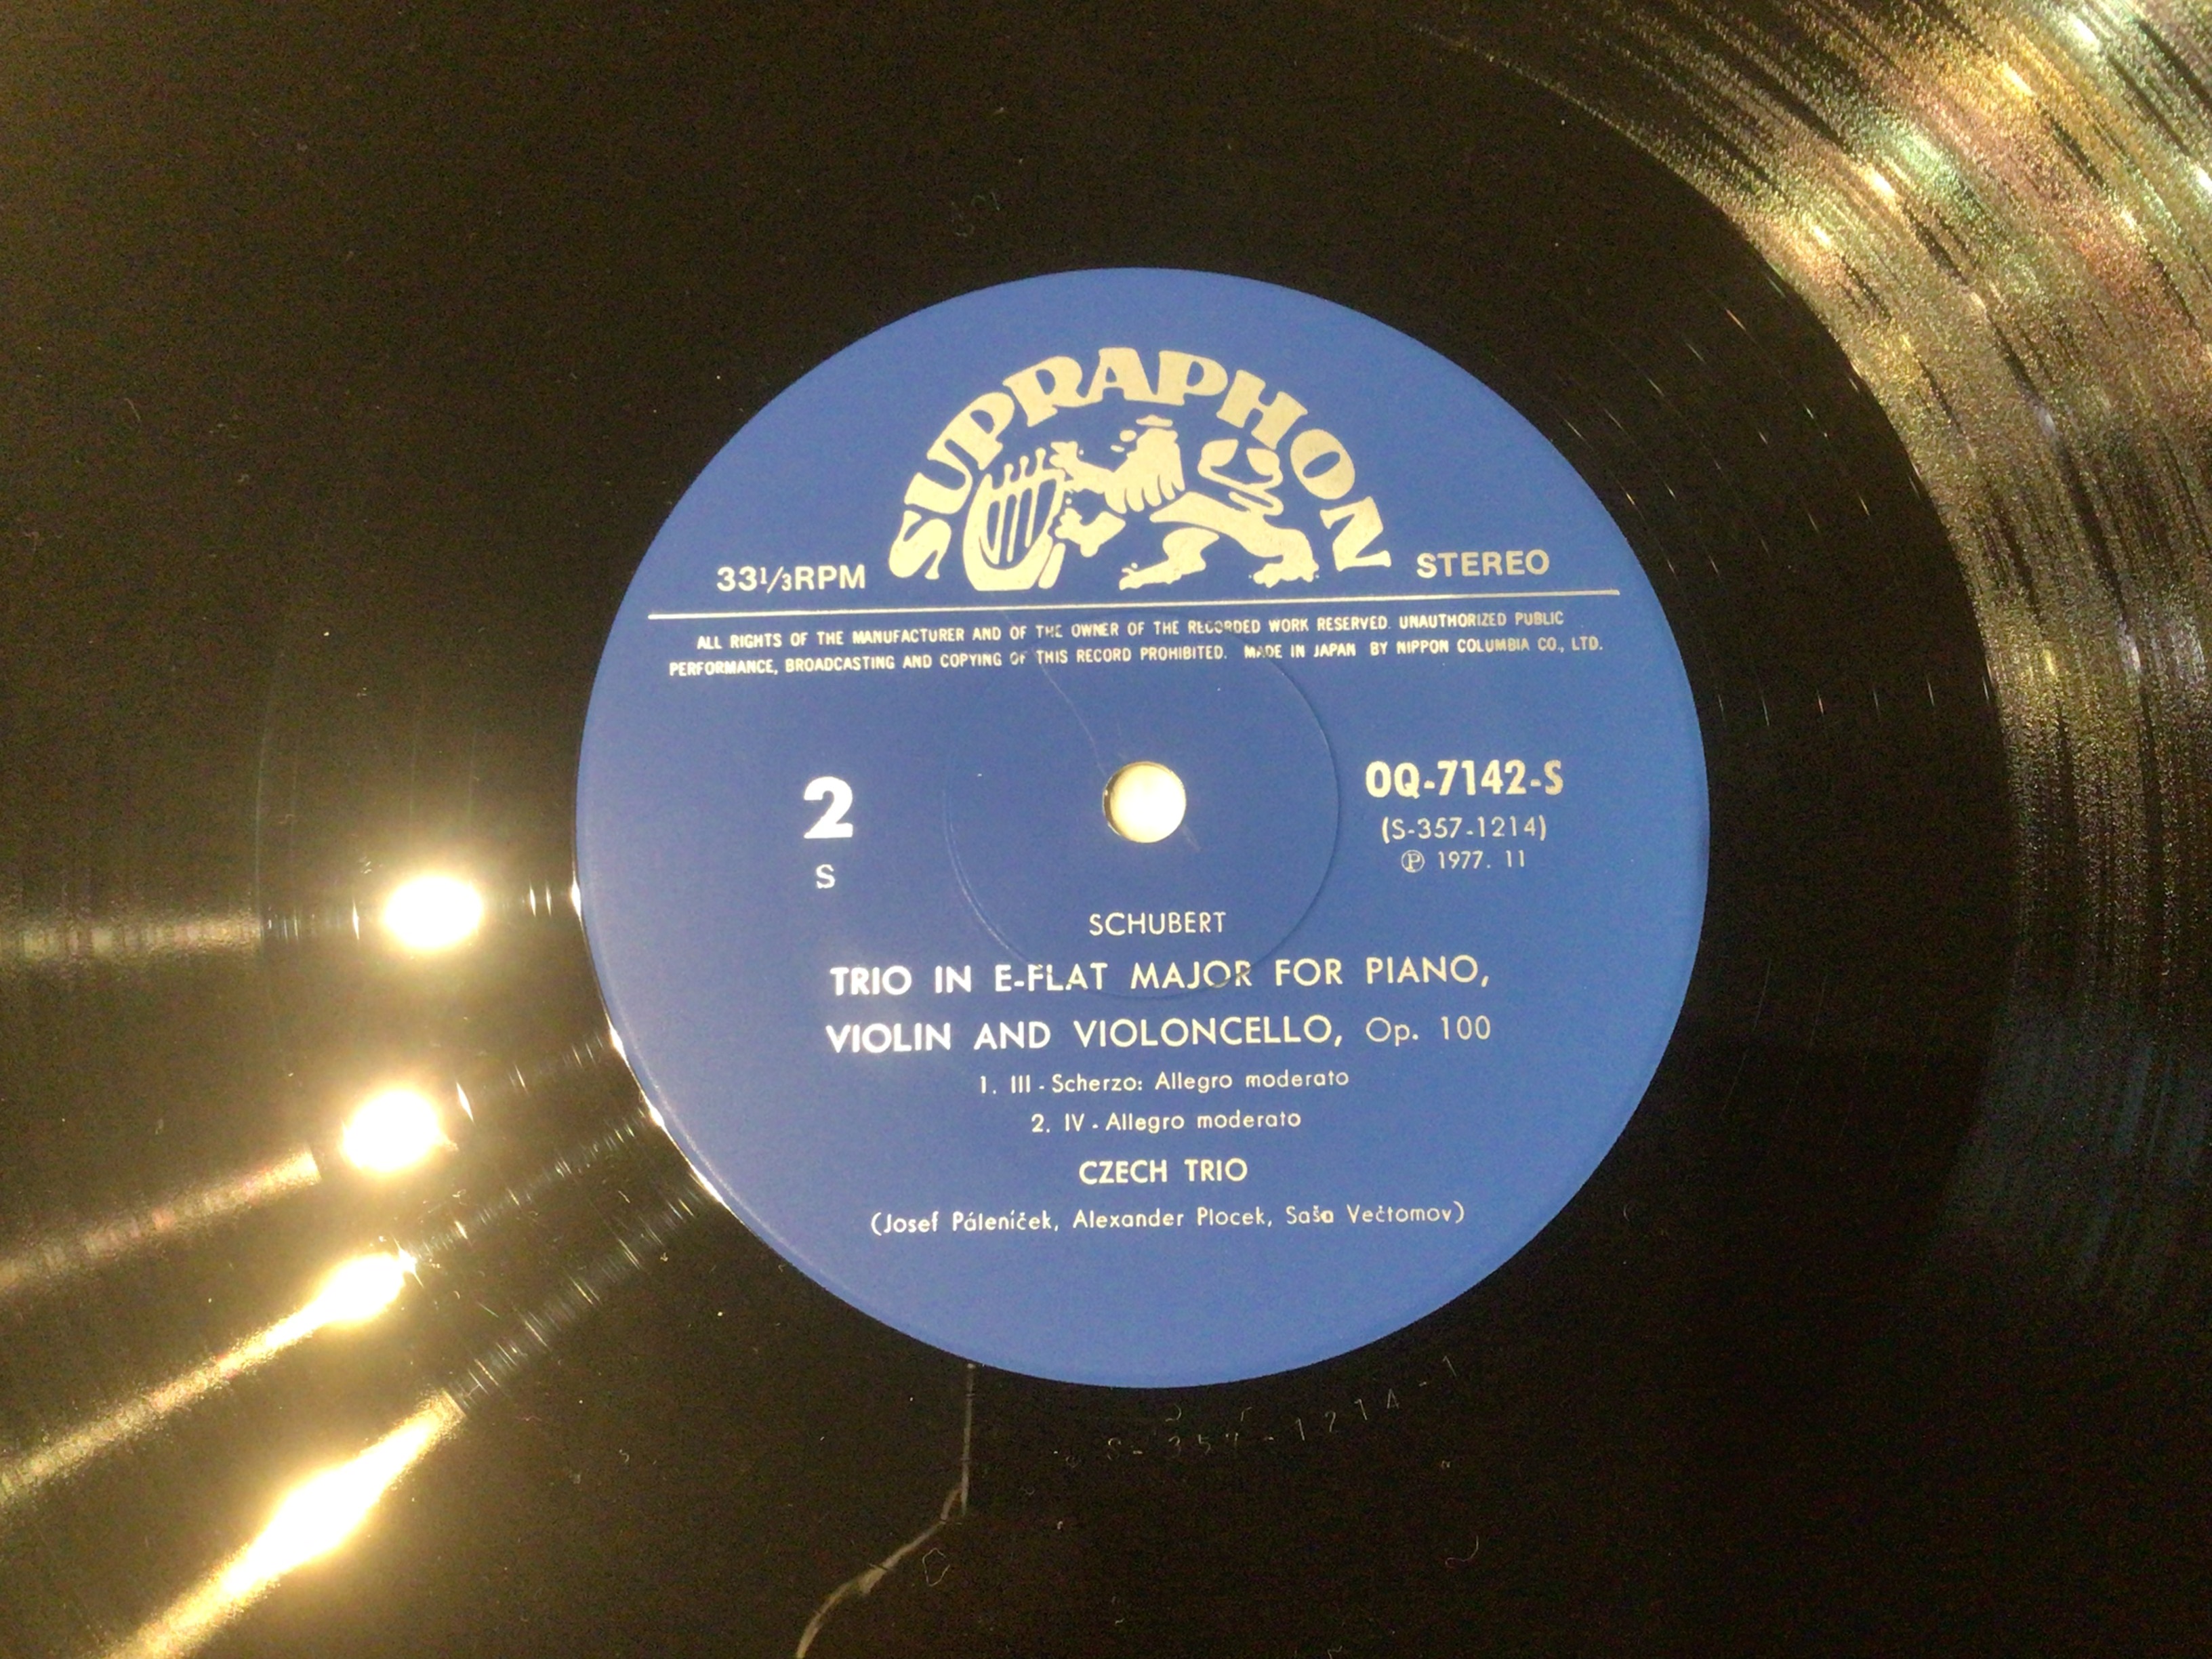 SUPRAPHON
33⅓RPM
STEREO
ALL RIGHTS OF THE MANUFACTURER AND OF THE OWNER OF THE RECORDED WORK RESERVED. UNAUTHORIZED PUBLIC
PERFORMANCE, BROADCASTING AND COPYING OF THIS RECORD PROHIBITED. MADE IN JAPAN BY NIPPON COLUMBIA CO., LTD.
2
S
OQ-7142-S
(S-357-1214)
Ⓟ 1977. 11
SCHUBERT
TRIO IN E-FLAT MAJOR FOR PIANO,
VIOLIN AND VIOLONCELLO, Op. 100
1. III - Scherzo: Allegro moderato
2. IV - Allegro moderato
CZECH TRIO
(Josef Páleníček, Alexander Plocek, Saša Večtomov)
S-357-1214-1